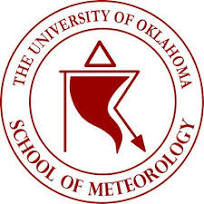 THE UNIVERSITY OF OKLAHOMA
SCHOOL OF METEOROLOGY